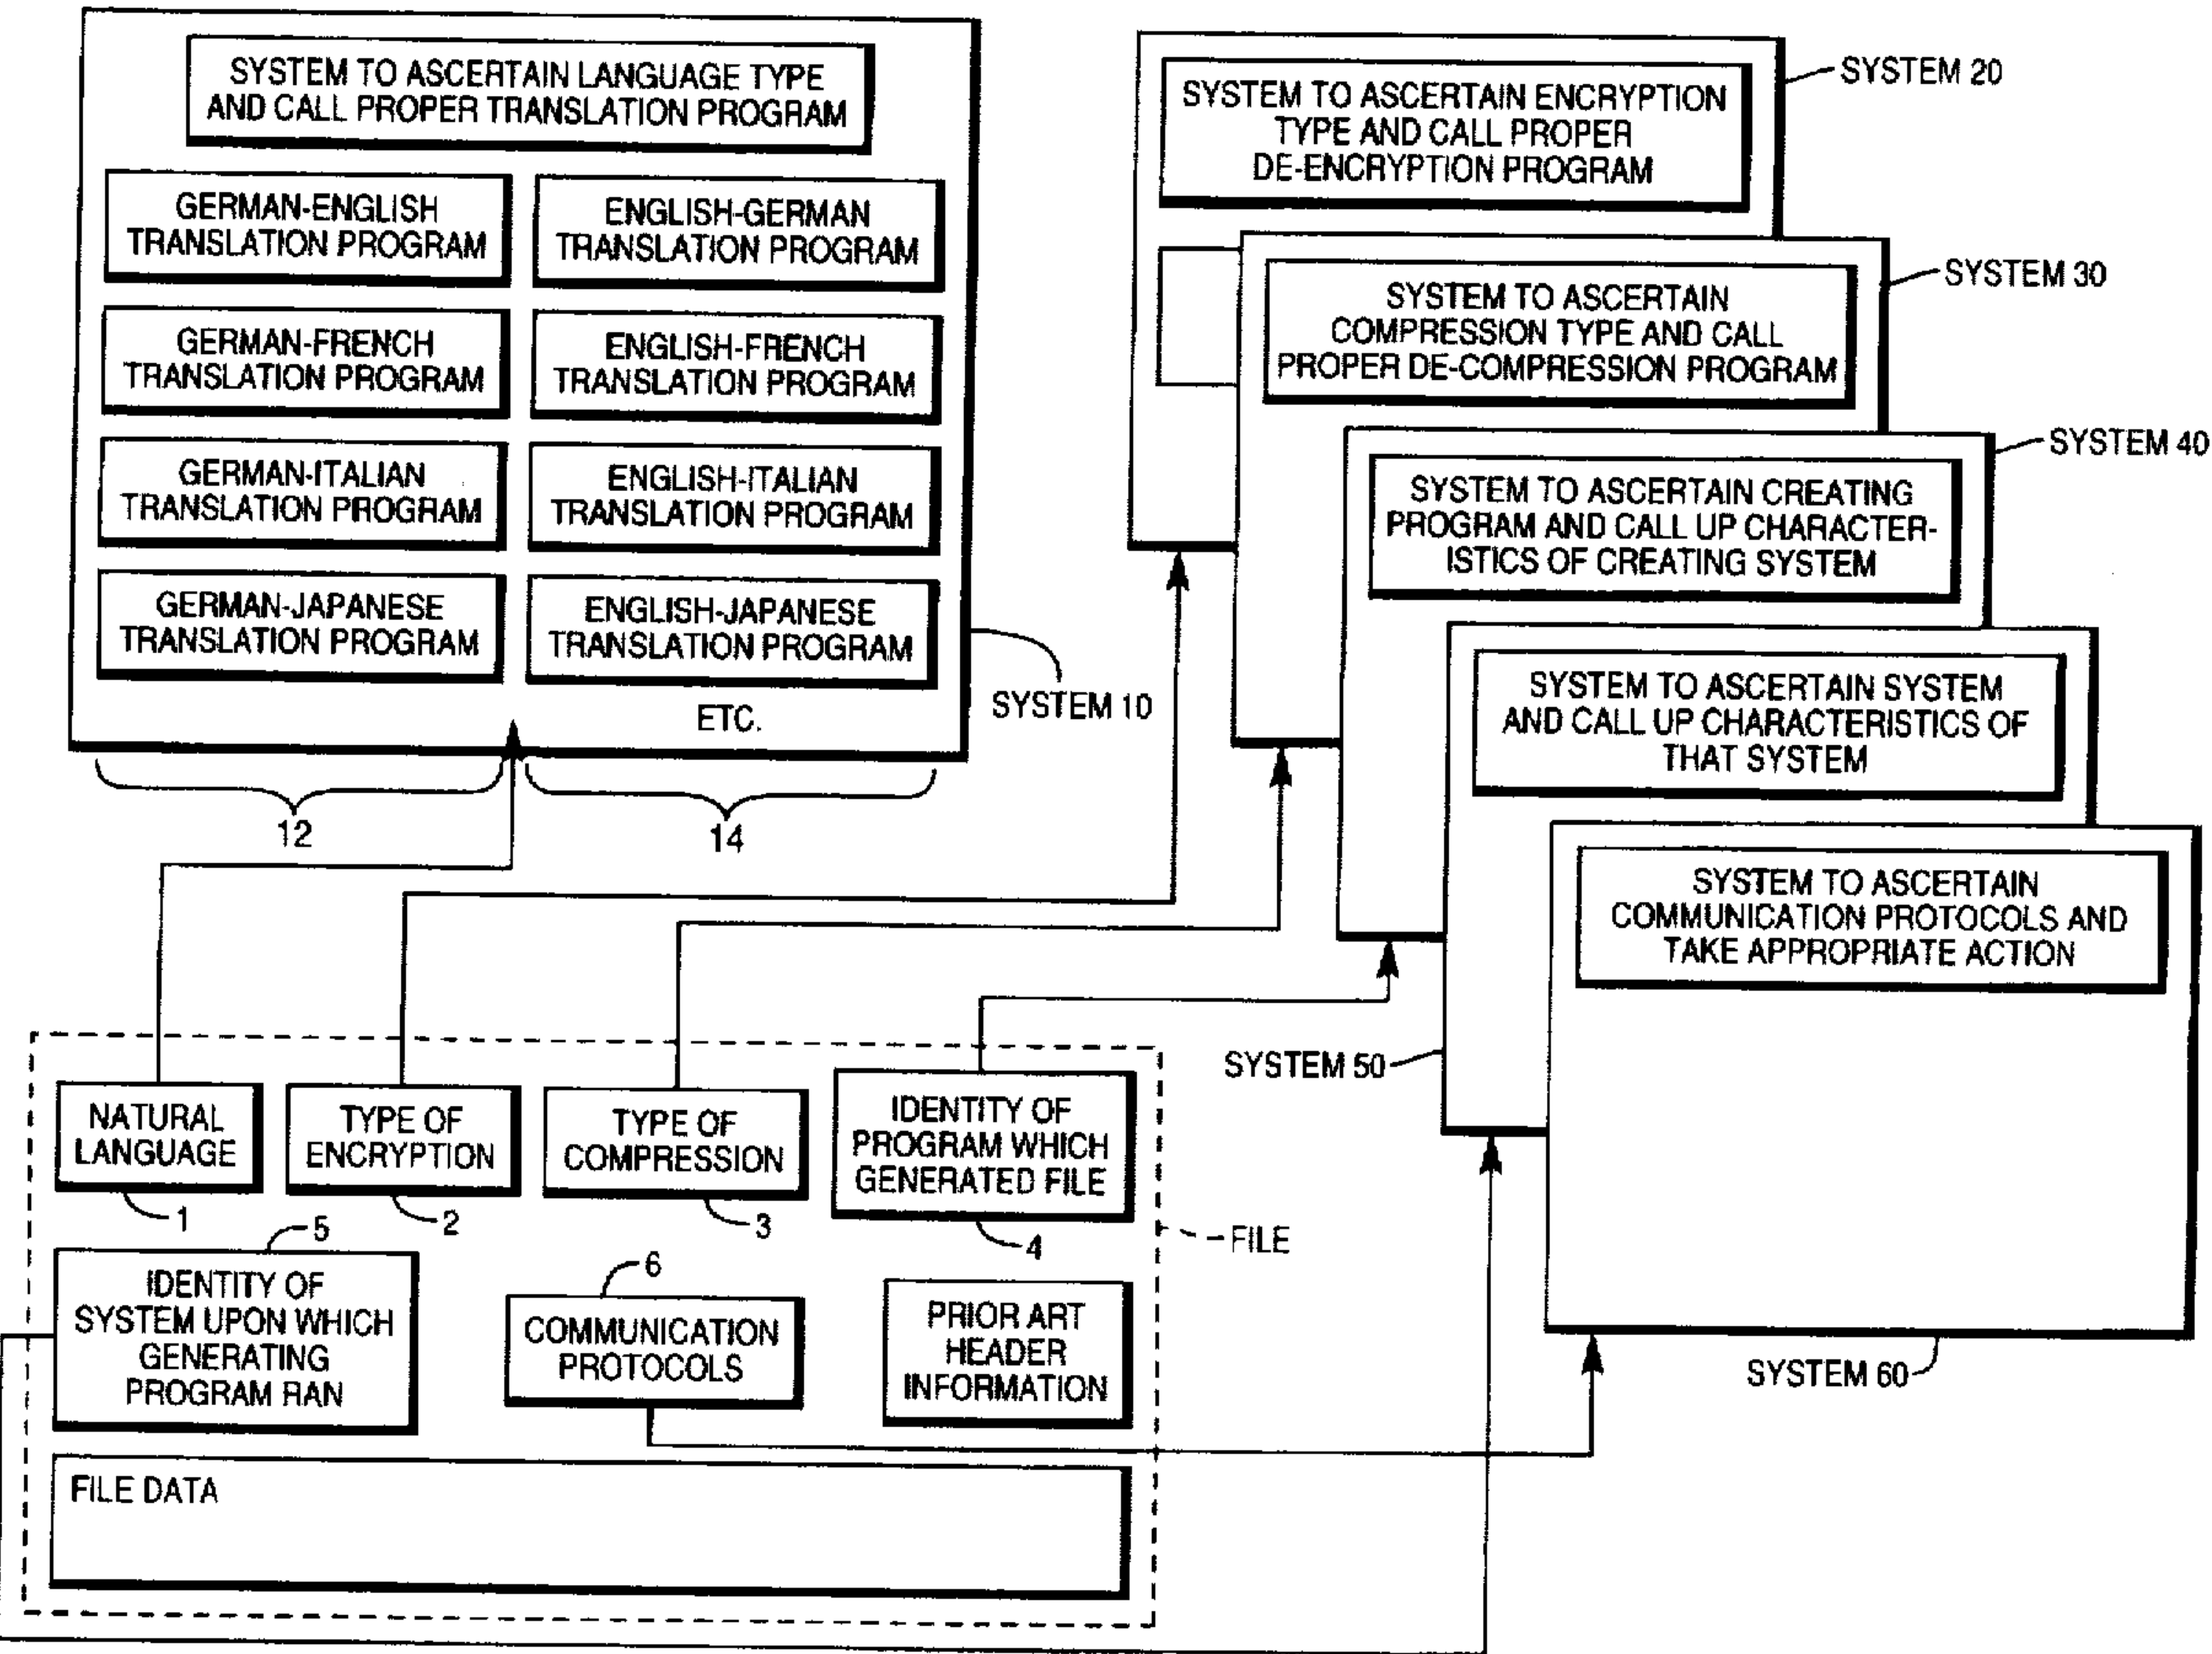 SYSTEM TO ASCERTAIN LANGUAGE TYPE
AND CALL PROPER TRANSLATION PROGRAM
GERMAN-ENGLISH
TRANSLATION PROGRAM
ENGLISH-GERMAN
TRANSLATION PROGRAM
GERMAN-FRENCH
TRANSLATION PROGRAM
ENGLISH-FRENCH
TRANSLATION PROGRAM
GERMAN-ITALIAN
TRANSLATION PROGRAM
ENGLISH-ITALIAN
TRANSLATION PROGRAM
GERMAN-JAPANESE
TRANSLATION PROGRAM
ENGLISH-JAPANESE
TRANSLATION PROGRAM
ETC.
SYSTEM 10
12
14
SYSTEM TO ASCERTAIN ENCRYPTION
TYPE AND CALL PROPER
DE-ENCRYPTION PROGRAM
SYSTEM 20
SYSTEM TO ASCERTAIN
COMPRESSION TYPE AND CALL
PROPER DE-COMPRESSION PROGRAM
SYSTEM 30
SYSTEM TO ASCERTAIN CREATING
PROGRAM AND CALL UP CHARACTER-
ISTICS OF CREATING SYSTEM
SYSTEM 40
SYSTEM TO ASCERTAIN SYSTEM
AND CALL UP CHARACTERISTICS OF
THAT SYSTEM
SYSTEM 50
SYSTEM TO ASCERTAIN
COMMUNICATION PROTOCOLS AND
TAKE APPROPRIATE ACTION
SYSTEM 60
NATURAL
LANGUAGE
1
TYPE OF
ENCRYPTION
2
TYPE OF
COMPRESSION
3
IDENTITY OF
PROGRAM WHICH
GENERATED FILE
4
FILE
5
IDENTITY OF
SYSTEM UPON WHICH
GENERATING
PROGRAM RAN
6
COMMUNICATION
PROTOCOLS
PRIOR ART
HEADER
INFORMATION
FILE DATA